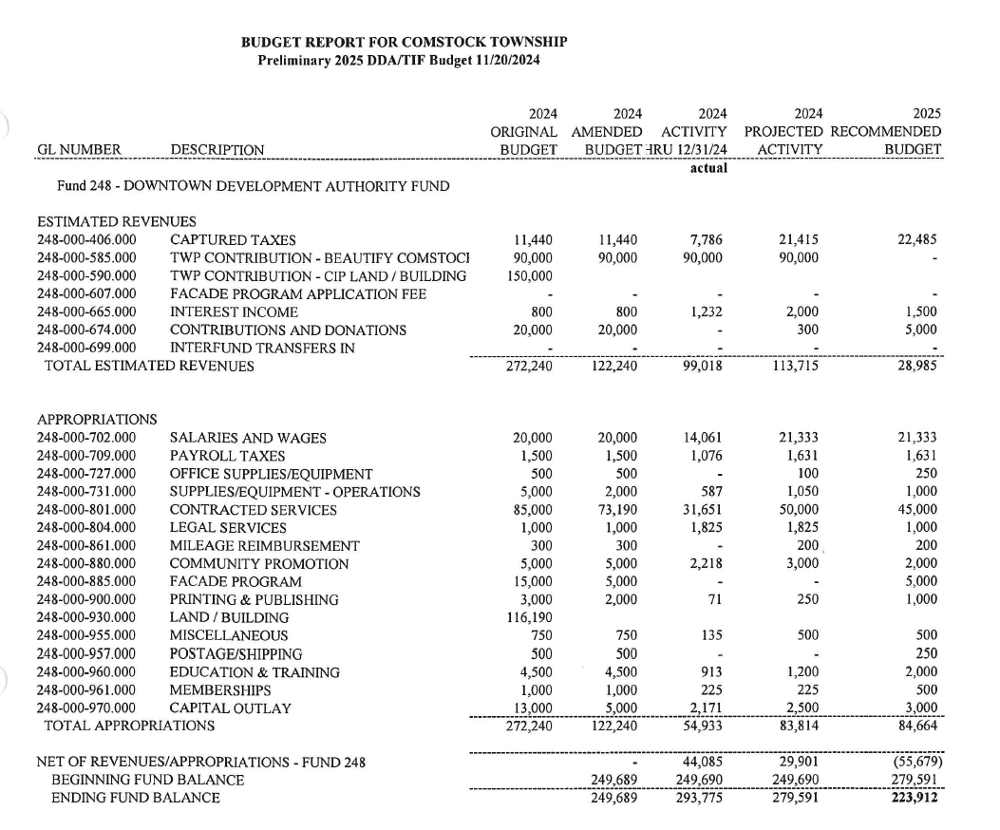 BUDGET REPORT FOR COMSTOCK TOWNSHIP
Preliminary 2025 DDA/TIF Budget 11/20/2024
2024 2024 2024 2024 2025
ORIGINAL AMENDED ACTIVITY PROJECTED RECOMMENDED
GL NUMBER DESCRIPTION BUDGET BUDGET HRU 12/31/24 ACTIVITY BUDGET
actual
Fund 248 - DOWNTOWN DEVELOPMENT AUTHORITY FUND
ESTIMATED REVENUES
248-000-406.000 CAPTURED TAXES 11,440 11,440 7,786 21,415 22,485
248-000-585.000 TWP CONTRIBUTION - BEAUTIFY COMSTOCI 90,000 90,000 90,000 90,000 -
248-000-590.000 TWP CONTRIBUTION - CIP LAND / BUILDING 150,000
248-000-607.000 FACADE PROGRAM APPLICATION FEE - - - - -
248-000-665.000 INTEREST INCOME 800 800 1,232 2,000 1,500
248-000-674.000 CONTRIBUTIONS AND DONATIONS 20,000 20,000 - 300 5,000
248-000-699.000 INTERFUND TRANSFERS IN - - - - -
TOTAL ESTIMATED REVENUES 272,240 122,240 99,018 113,715 28,985
APPROPRIATIONS
248-000-702.000 SALARIES AND WAGES 20,000 20,000 14,061 21,333 21,333
248-000-709.000 PAYROLL TAXES 1,500 1,500 1,076 1,631 1,631
248-000-727.000 OFFICE SUPPLIES/EQUIPMENT 500 500 - 100 250
248-000-731.000 SUPPLIES/EQUIPMENT - OPERATIONS 5,000 2,000 587 1,050 1,000
248-000-801.000 CONTRACTED SERVICES 85,000 73,190 31,651 50,000 45,000
248-000-804.000 LEGAL SERVICES 1,000 1,000 1,825 1,825 1,000
248-000-861.000 MILEAGE REIMBURSEMENT 300 300 - 200 200
248-000-880.000 COMMUNITY PROMOTION 5,000 5,000 2,218 3,000 2,000
248-000-885.000 FACADE PROGRAM 15,000 5,000 - - 5,000
248-000-900.000 PRINTING & PUBLISHING 3,000 2,000 71 250 1,000
248-000-930.000 LAND / BUILDING 116,190
248-000-955.000 MISCELLANEOUS 750 750 135 500 500
248-000-957.000 POSTAGE/SHIPPING 500 500 - - 250
248-000-960.000 EDUCATION & TRAINING 4,500 4,500 913 1,200 2,000
248-000-961.000 MEMBERSHIPS 1,000 1,000 225 225 500
248-000-970.000 CAPITAL OUTLAY 13,000 5,000 2,171 2,500 3,000
TOTAL APPROPRIATIONS 272,240 122,240 54,933 83,814 84,664
NET OF REVENUES/APPROPRIATIONS - FUND 248 - 44,085 29,901 (55,679)
BEGINNING FUND BALANCE 249,689 249,690 249,690 279,591
ENDING FUND BALANCE 249,689 293,775 279,591 223,912